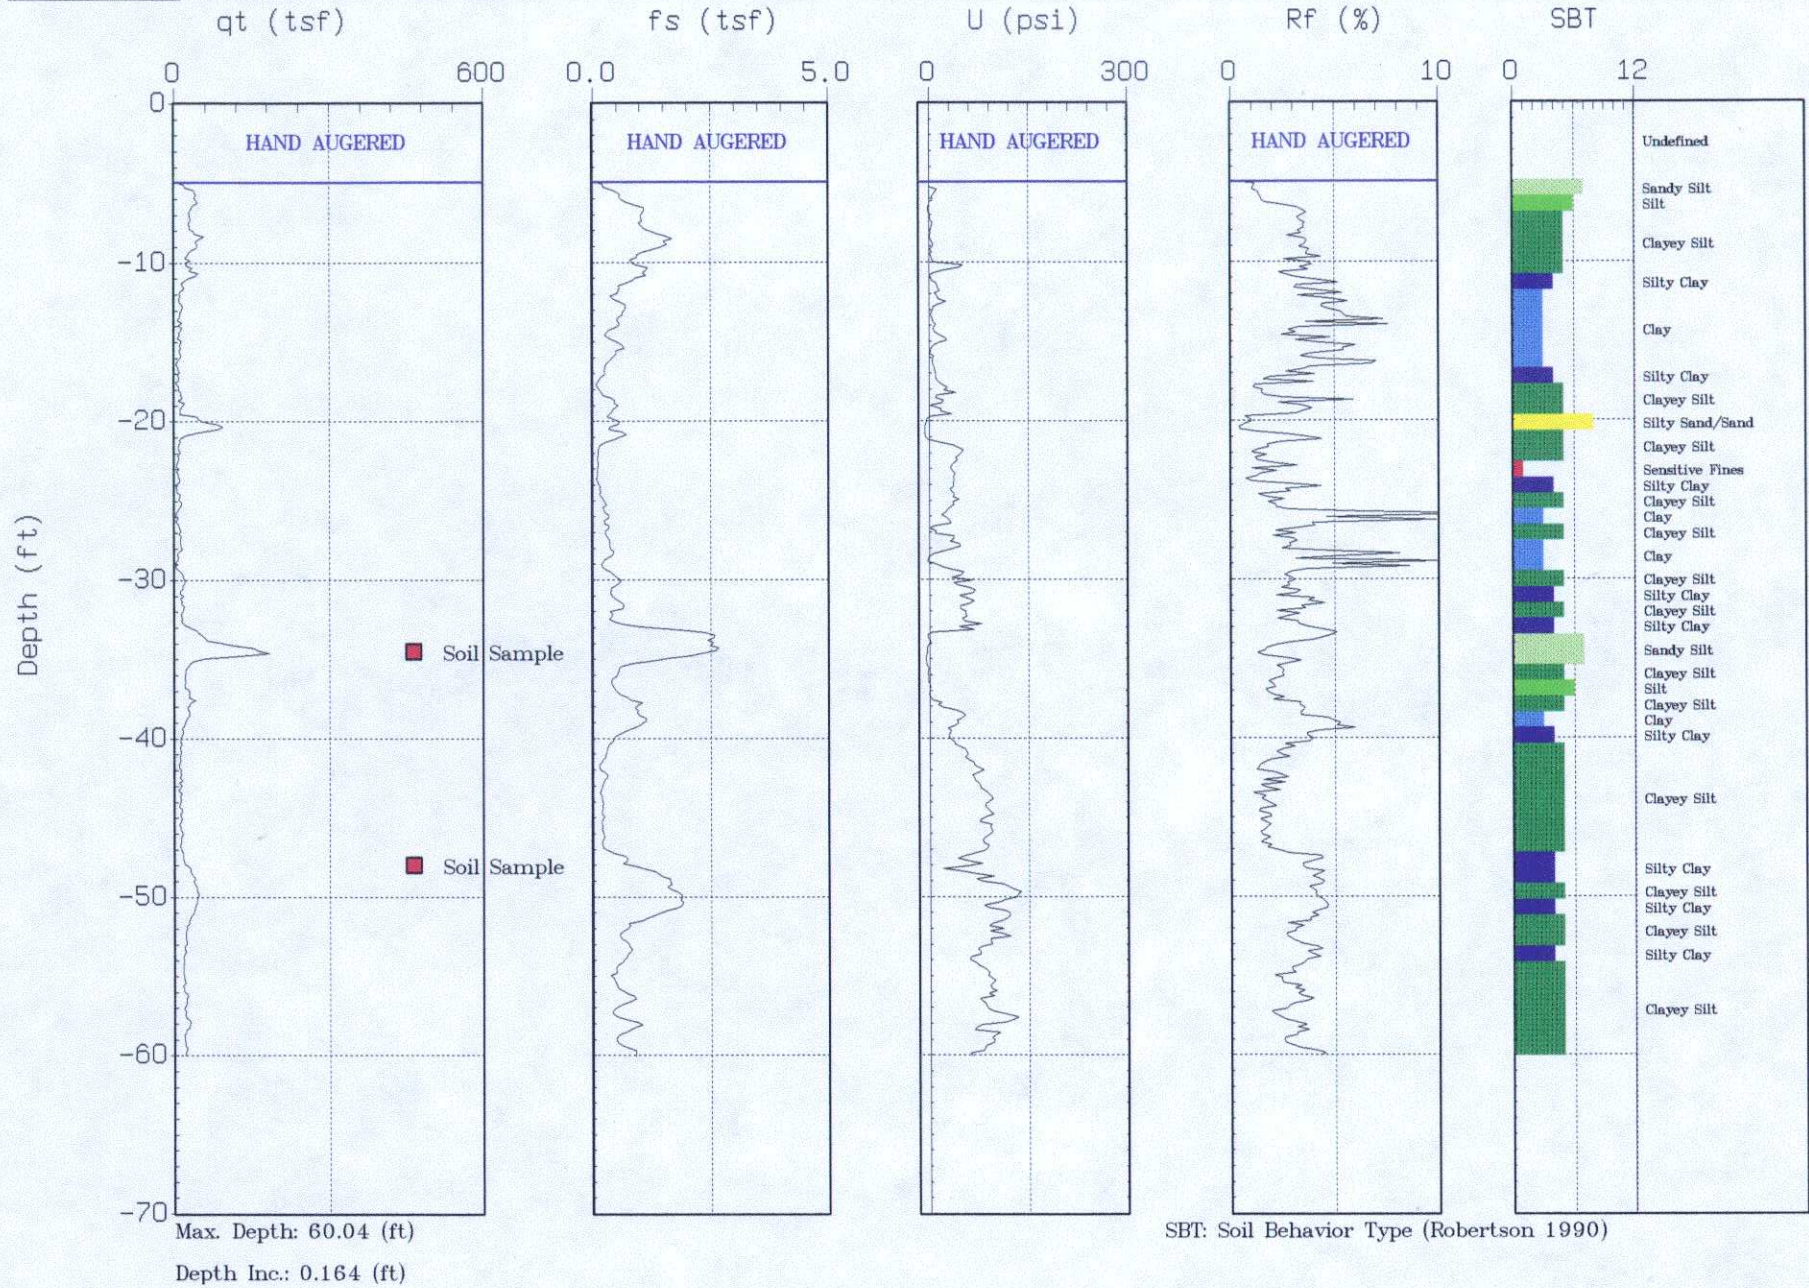 qt (tsf) fs (tsf) U (psi) Rf (%) SBT
0 600 0.0 5.0 0 300 0 10 0 12
0
HAND AUGERED HAND AUGERED HAND AUGERED HAND AUGERED
Undefined
Sandy Silt
Silt
Clayey Silt
-10
Silty Clay
Clay
Silty Clay
Clayey Silt
-20
Silty Sand/Sand
Clayey Silt
Sensitive Fines
Silty Clay
Clayey Silt
Clay
Clayey Silt
Clay
-30
Clayey Silt
Silty Clay
Clayey Silt
Silty Clay
Depth (ft)
Soil Sample
Sandy Silt
Clayey Silt
Silt
Clayey Silt
Clay
-40
Silty Clay
Clayey Silt
Soil Sample
Silty Clay
-50
Clayey Silt
Silty Clay
Clayey Silt
Silty Clay
Clayey Silt
-60
-70
Max. Depth: 60.04 (ft)
SBT: Soil Behavior Type (Robertson 1990)
Depth Inc.: 0.164 (ft)